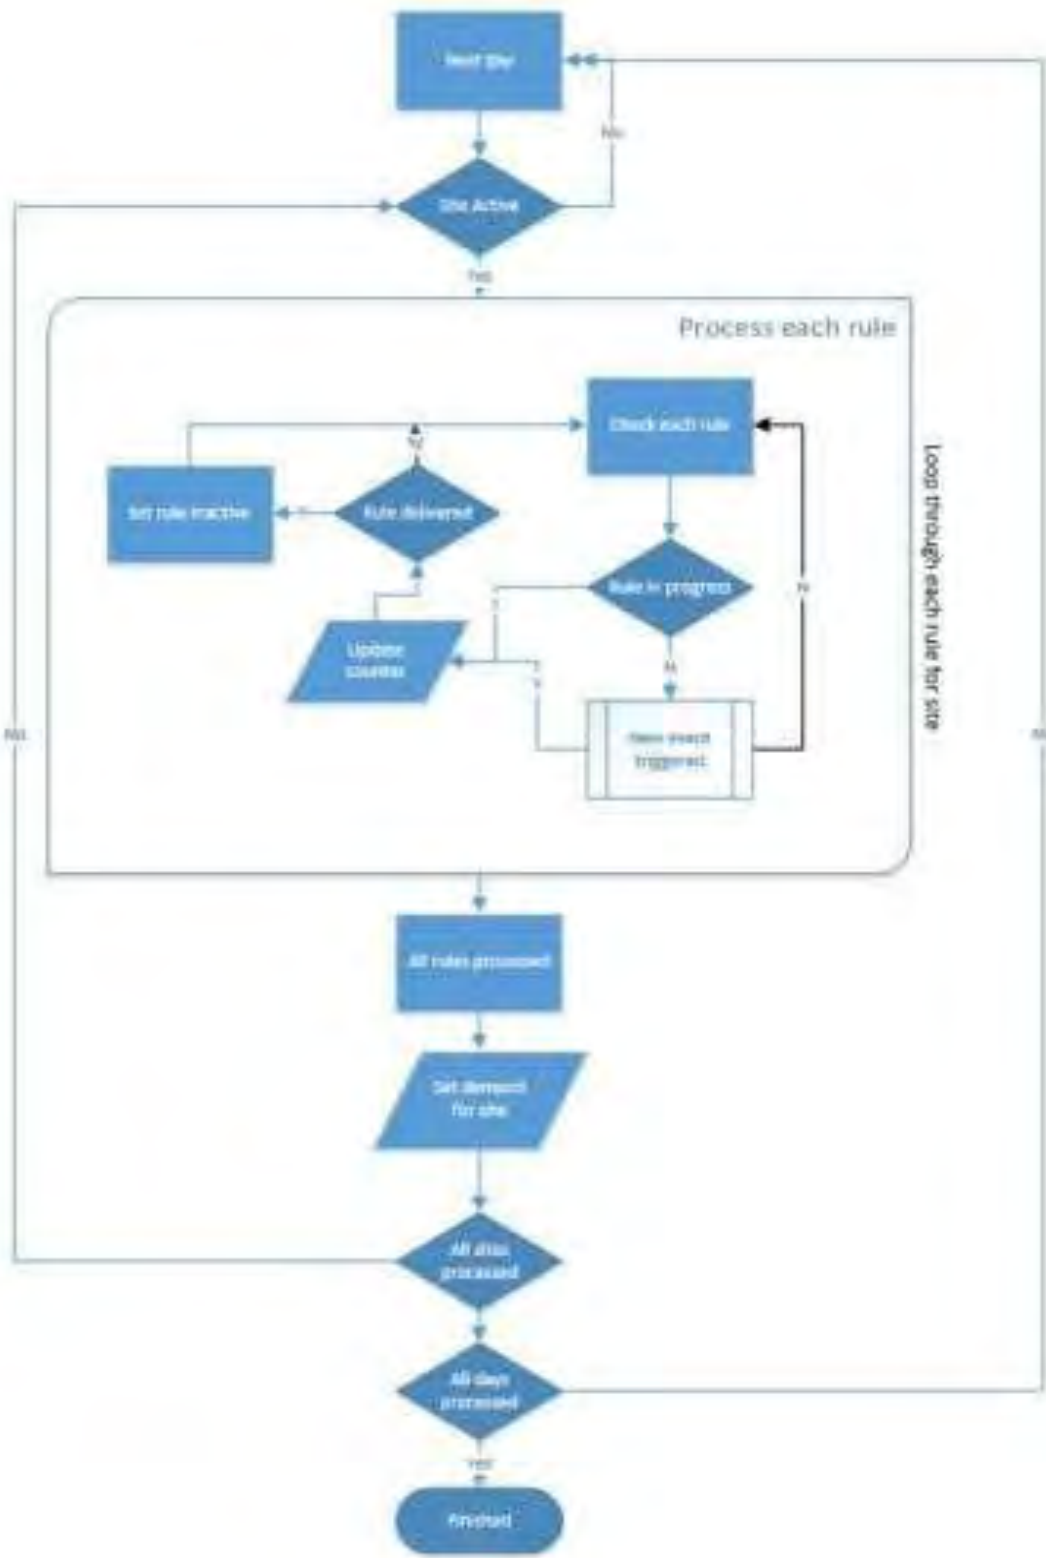 Next Site
No
Site Active
Yes
Process each rule
Check each rule
Set rule inactive
Rule delivered
N
Rule in progress
N
Update
counter
N
New event
triggered
Loop through each rule for site
No
All rules processed
Set demand
for site
All sites
processed
All days
processed
Yes
Finished